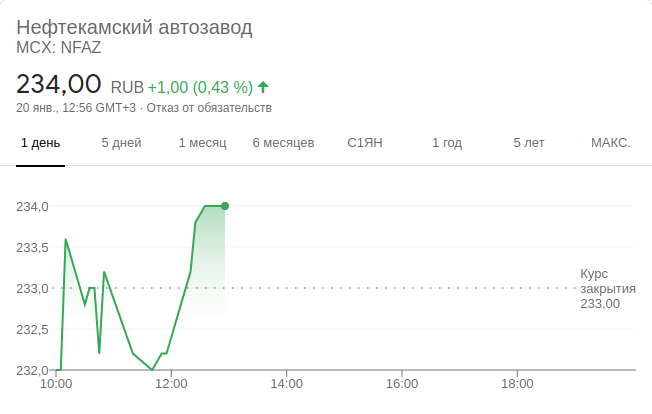 Нефтекамский автозавод
MCX: NFAZ
234,00 RUB +1,00 (0,43 %)
20 янв., 12:56 GMT+3 · Отказ от обязательств
1 день 5 дней 1 месяц 6 месяцев С1ЯН 1 год 5 лет МАКС.
234,0
233,5
233,0
232,5
232,0
Курс
закрытия
233,00
10:00 12:00 14:00 16:00 18:00